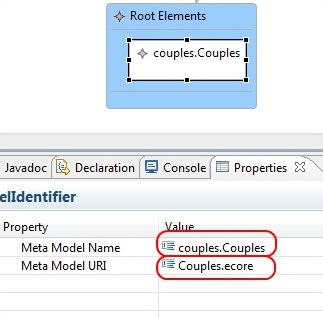 Root Elements
couples.Couples
Javadoc Declaration Console Properties
elIdentifier
Property Value
Meta Model Name couples.Couples
Meta Model URI Couples.ecore